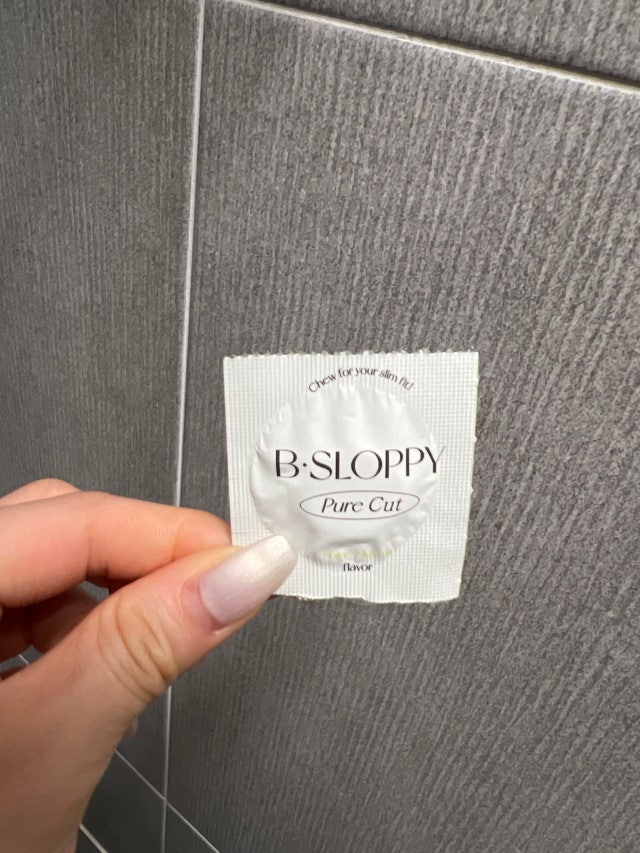 Chew for your slim fit!
B·SLOPPY
Pure Cut
flavor